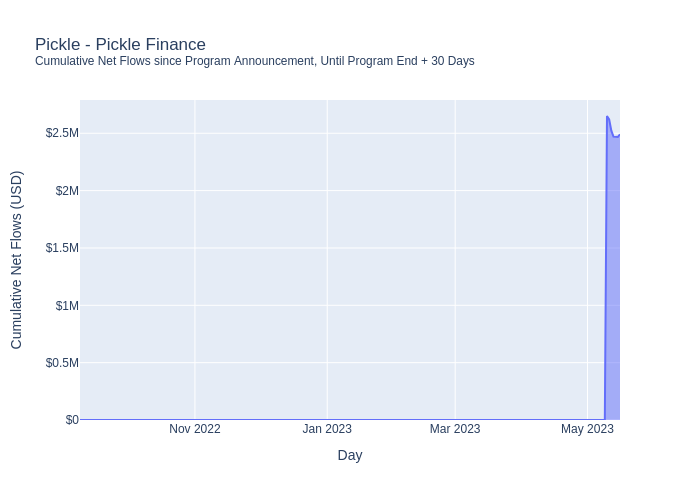 Pickle - Pickle Finance
Cumulative Net Flows since Program Announcement, Until Program End + 30 Days
Cumulative Net Flows (USD)
$2.5M
$2M
$1.5M
$1M
$0.5M
$0
Nov 2022
Jan 2023
Mar 2023
May 2023
Day